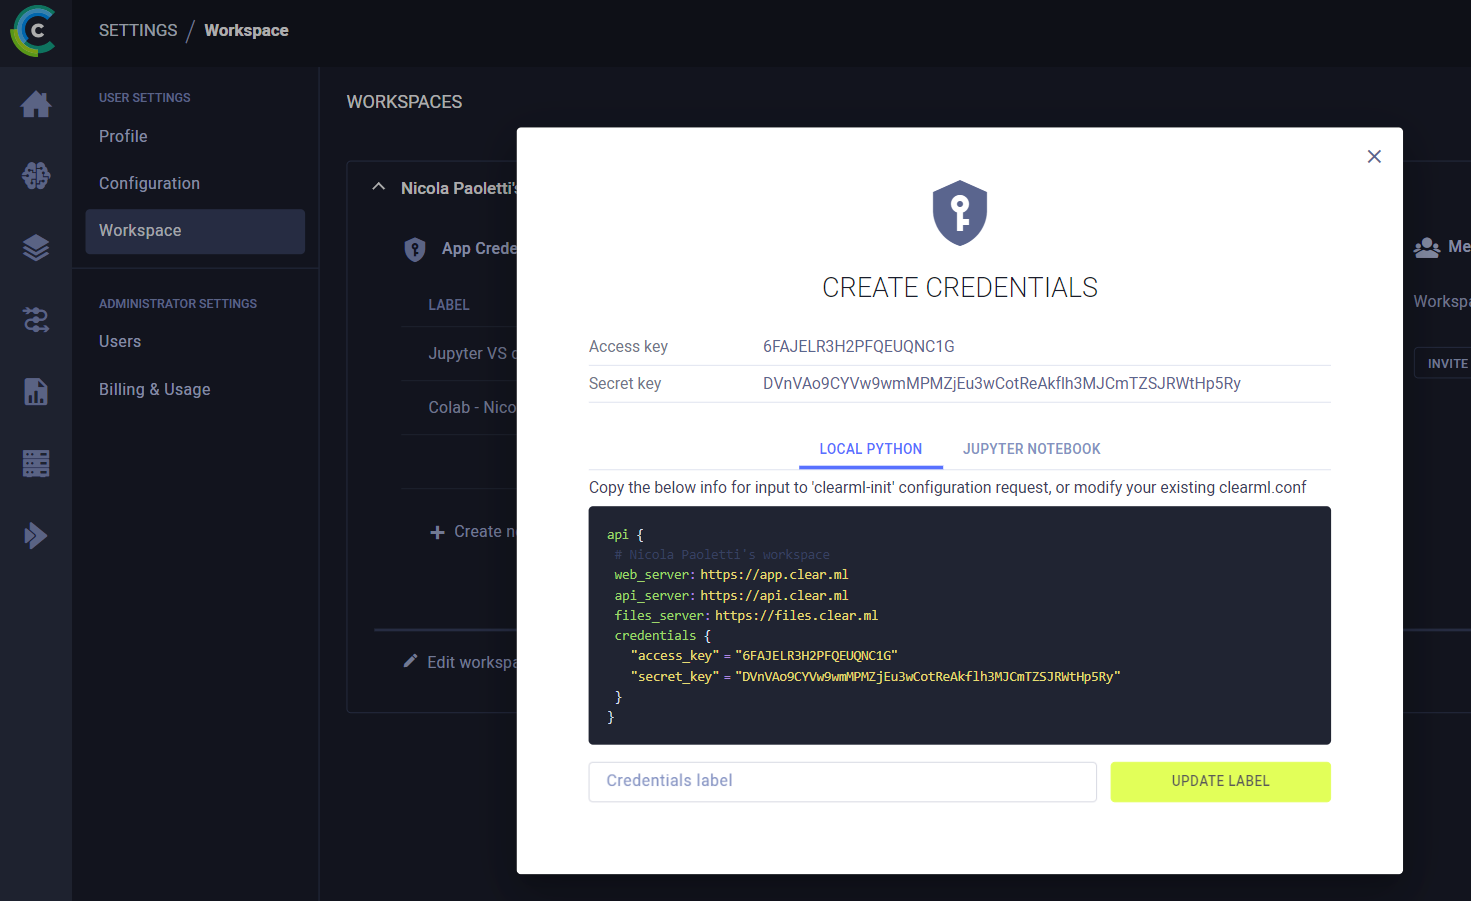 SETTINGS / Workspace
USER SETTINGS
Profile
Configuration
Workspace
ADMINISTRATOR SETTINGS
Users
Billing & Usage
WORKSPACES
Nicola Paoletti's
App Crede
LABEL
Jupyter VS c
Colab - Nico
Create n
Edit workspa
Me
Workspa
INVITE
CREATE CREDENTIALS
Access key 6FAJELR3H2PFQEUQNC1G
Secret key DVnVAo9CYVw9wmMPMZjEu3wCotReAkflh3MJCmTZSJRWtHp5Ry
LOCAL PYTHON JUPYTER NOTEBOOK
Copy the below info for input to 'clearml-init' configuration request, or modify your existing clearml.conf
api {
# Nicola Paoletti's workspace
web_server: https://app.clear.ml
api_server: https://api.clear.ml
files_server: https://files.clear.ml
credentials {
"access_key" = "6FAJELR3H2PFQEUQNC1G"
"secret_key" = "DVnVAo9CYVw9wmMPMZjEu3wCotReAkflh3MJCmTZSJRWtHp5Ry"
}
}
Credentials label
UPDATE LABEL